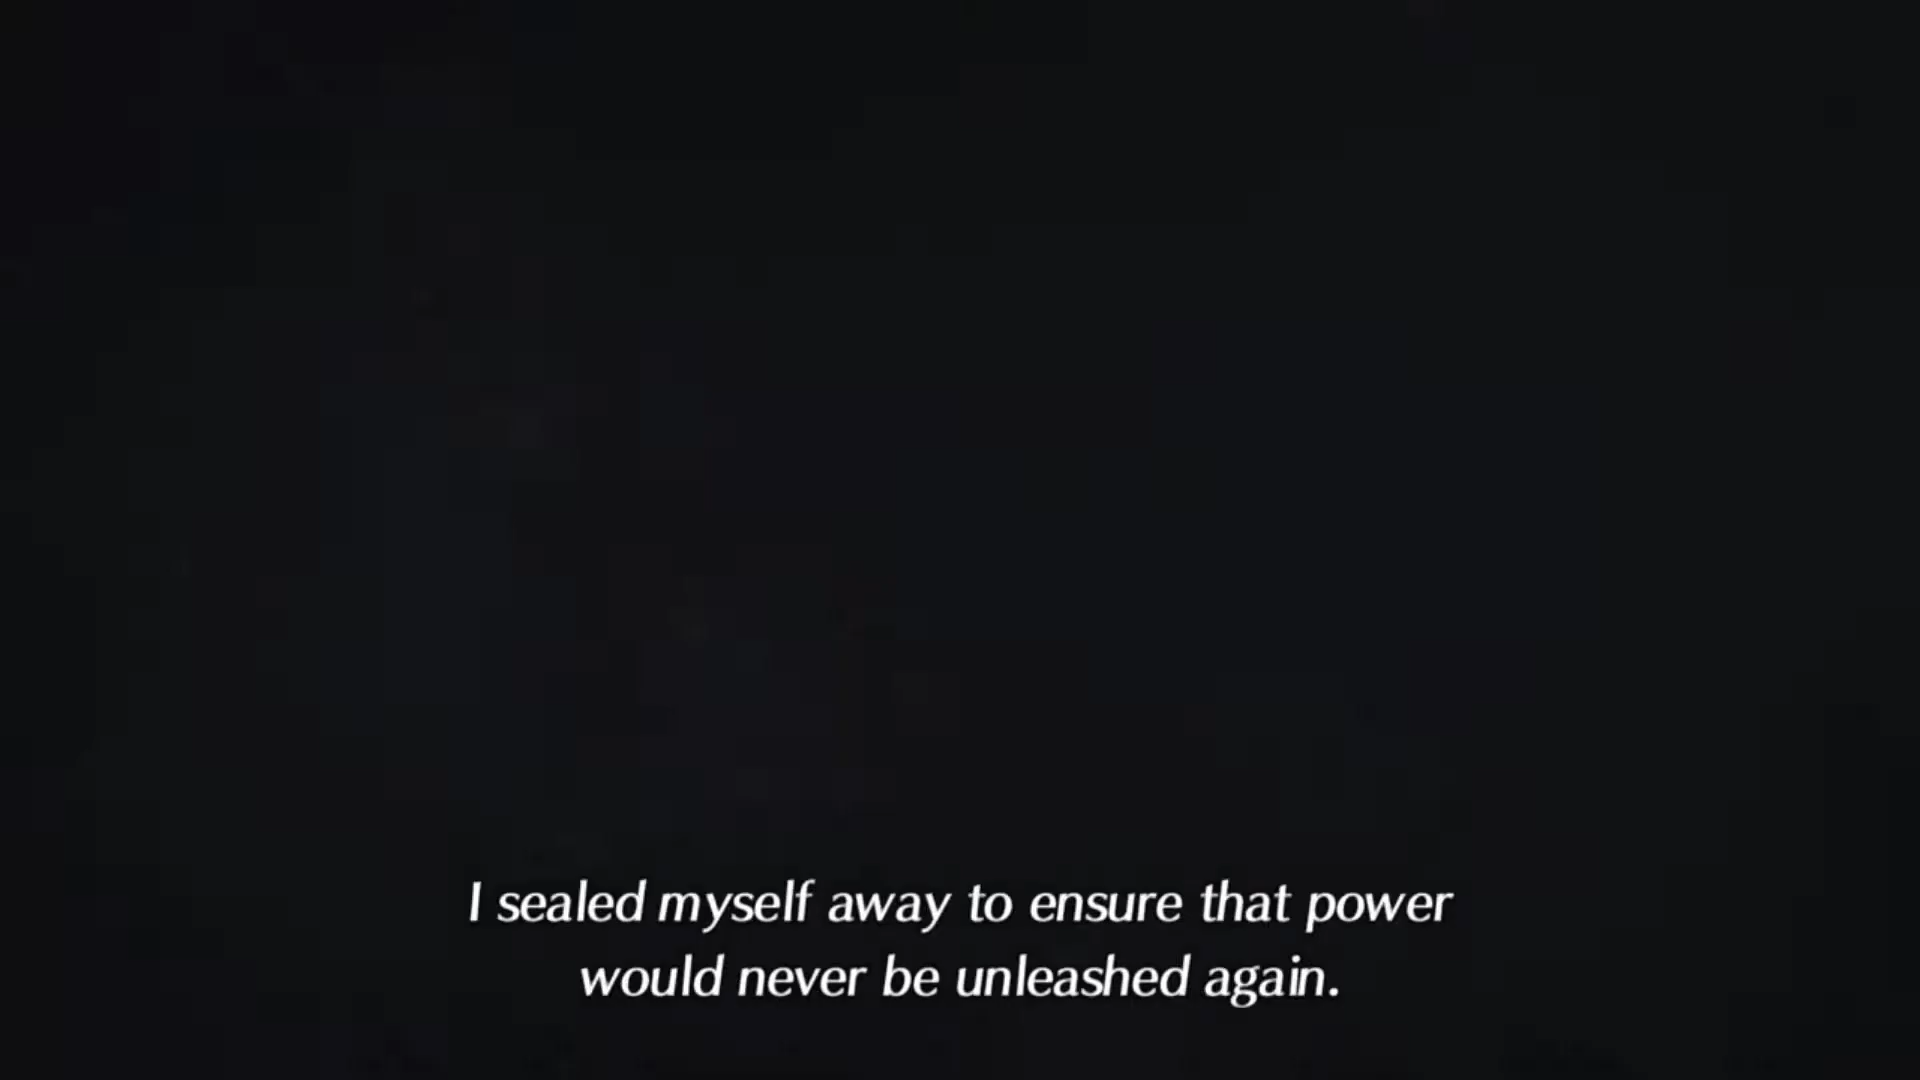 I sealed myself away to ensure that power
would never be unleashed again.